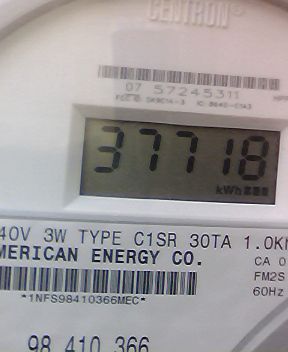 CENTRON®
07 57245311
37718
kWh
40V 3W TYPE C1SR 30TA 1.0K
MERICAN ENERGY CO.
CA 0
FM2S
60Hz
*1NFS98410366MEC*
98 410 366